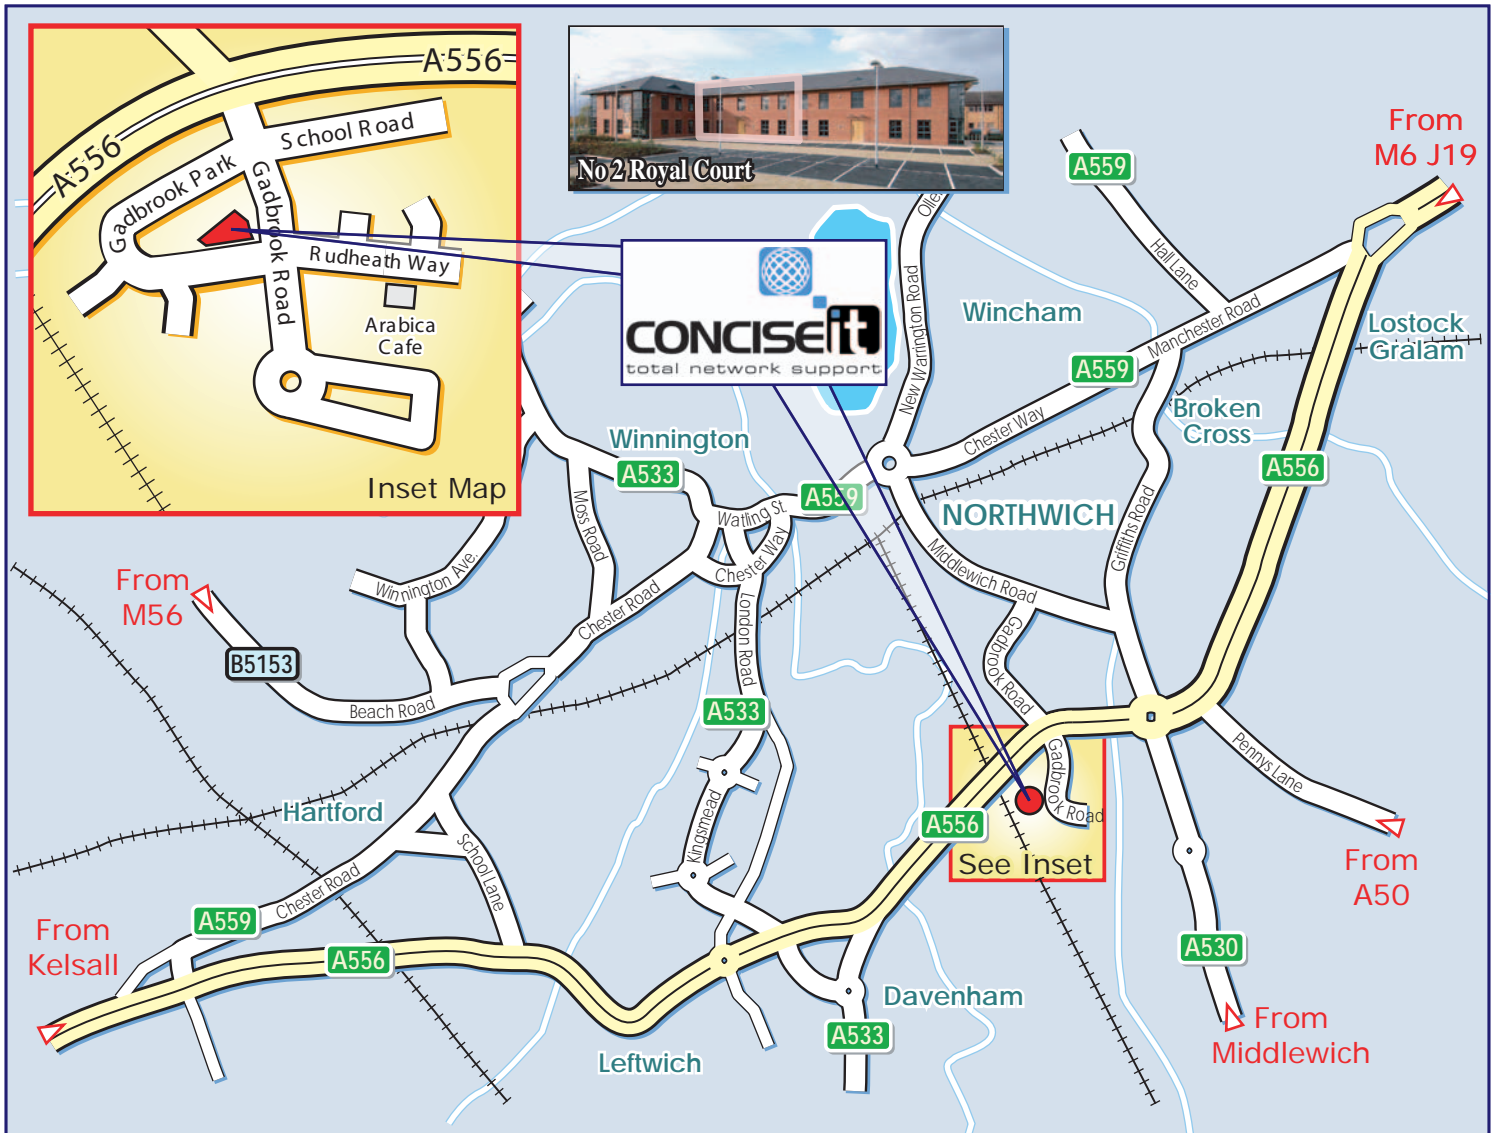 A556
A556
School Road
Gadbrook Park
Gadbrook Road
Rudheath Way
Arabica
Cafe
Inset Map
No 2 Royal Court
CONCISEit
total network support
From
M6 J19
A559
Hall Lane
Manchester Road
Wincham
New Warrington Road
Lostock
Gralam
A559
Chester Way
Broken
Cross
Winnington
A533
A559
A556
Watling St.
Moss Road
NORTHWICH
Griffiths Road
Chester Way
Middlewich Road
Winnington Ave.
From
M56
Chester Road
London Road
Gadbrook Road
B5153
Beach Road
A533
Pennys Lane
Gadbrook Road
Kingsmead
Hartford
A556
See Inset
School Lane
From
A50
Chester Road
A559
From
Kelsall
A556
A530
Davenham
From
Middlewich
A533
Leftwich